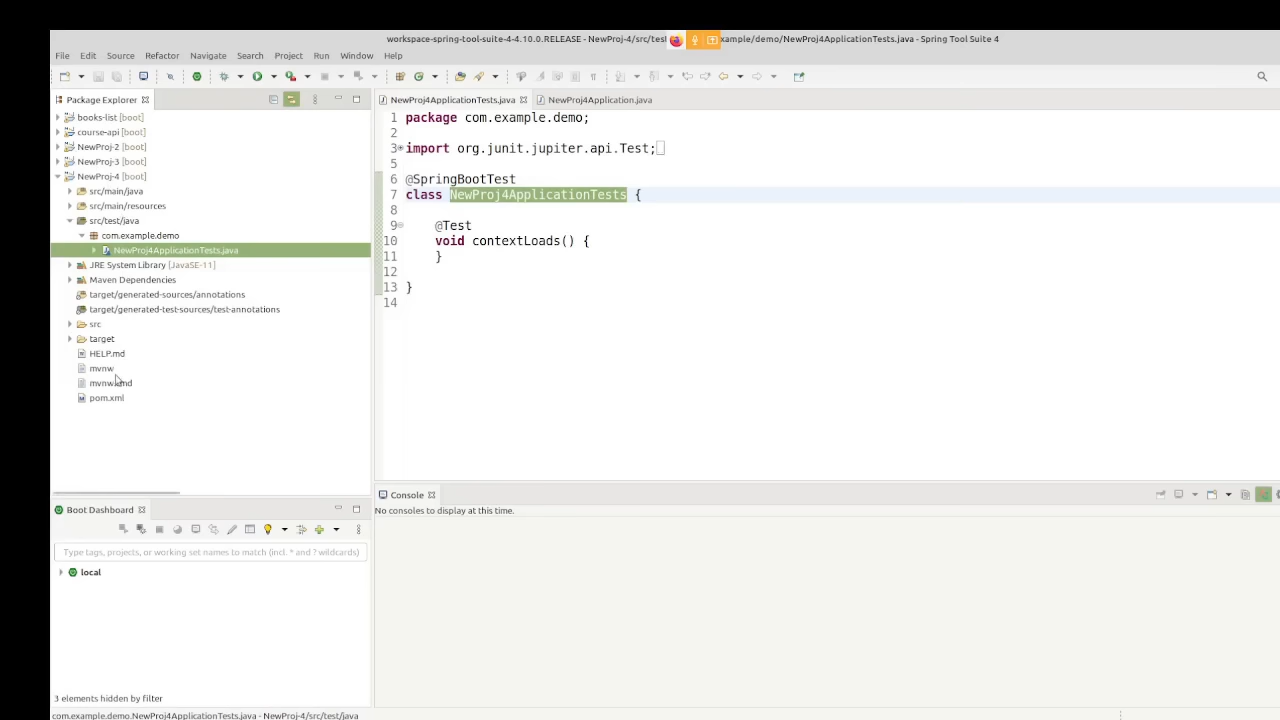 workspace-spring-tool-suite-4-4.10.0.RELEASE - NewProj-4/src/test xample/demo/NewProj4ApplicationTests.java - Spring Tool Suite 4
File Edit Source Refactor Navigate Search Project Run Window Help
Package Explorer
books-list [boot]
course-api [boot]
NewProj-2 [boot]
NewProj-3 [boot]
NewProj-4 [boot]
src/main/java
src/main/resources
src/test/java
com.example.demo
NewProj4ApplicationTests.java
JRE System Library [JavaSE-11]
Maven Dependencies
target/generated-sources/annotations
target/generated-test-sources/test-annotations
src
target
HELP.md
mvnw
mvnw.cmd
pom.xml
NewProj4ApplicationTests.java NewProj4Application.java
1 package com.example.demo;
2
3 import org.junit.jupiter.api.Test;
5
6 @SpringBootTest
7 class NewProj4ApplicationTests {
8
9 @Test
10 void contextLoads() {
11 }
12
13 }
14
Boot Dashboard
Type tags, projects, or working set names to match (incl. * and ? wildcards)
local
3 elements hidden by filter
Console
No consoles to display at this time.
com.example.demo.NewProj4ApplicationTests.java - NewProj-4/src/test/java